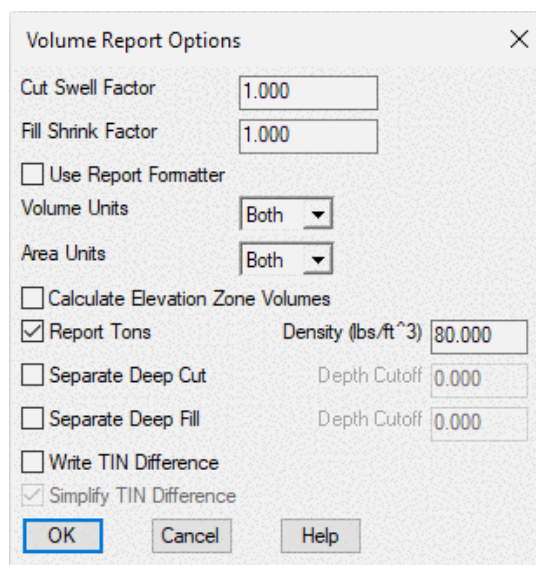 Volume Report Options
Cut Swell Factor 1.000
Fill Shrink Factor 1.000
Use Report Formatter
Volume Units Both
Area Units Both
Calculate Elevation Zone Volumes
Report Tons Density (lbs/ft^3) 80.000
Separate Deep Cut Depth Cutoff 0.000
Separate Deep Fill Depth Cutoff 0.000
Write TIN Difference
Simplify TIN Difference
OK Cancel Help